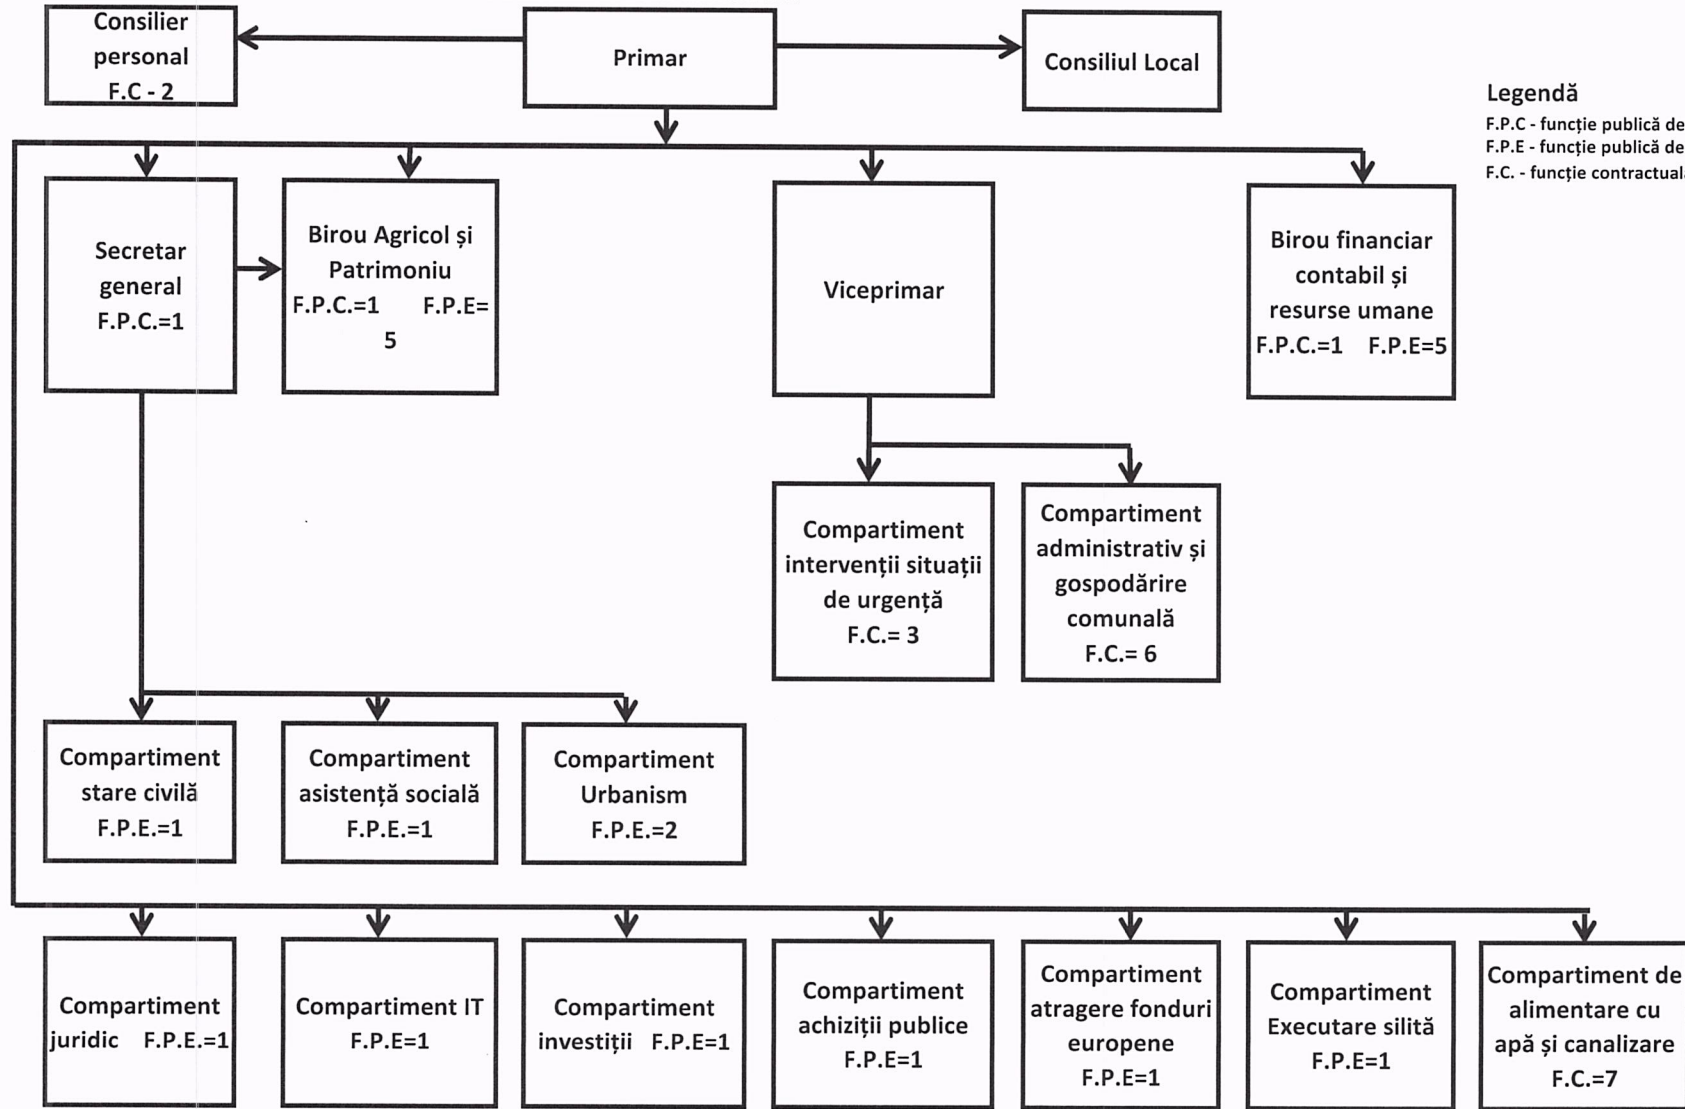 Consilier
personal
F.C - 2
Primar
Consiliul Local
Legendă
F.P.C - funcție publică de
F.P.E - funcție publică de
F.C. - funcție contractuală
Secretar
general
F.P.C.=1
Birou Agricol și
Patrimoniu
F.P.C.=1 F.P.E=
5
Viceprimar
Birou financiar
contabil și
resurse umane
F.P.C.=1 F.P.E=5
Compartiment
intervenții situații
de urgență
F.C.= 3
Compartiment
administrativ și
gospodărire
comunală
F.C.= 6
Compartiment
stare civilă
F.P.E.=1
Compartiment
asistență socială
F.P.E.=1
Compartiment
Urbanism
F.P.E.=2
Compartiment
juridic F.P.E.=1
Compartiment IT
F.P.E=1
Compartiment
investiții F.P.E=1
Compartiment
achiziții publice
F.P.E=1
Compartiment
atragere fonduri
europene
F.P.E=1
Compartiment
Executare silită
F.P.E=1
Compartiment de
alimentare cu
apă și canalizare
F.C.=7